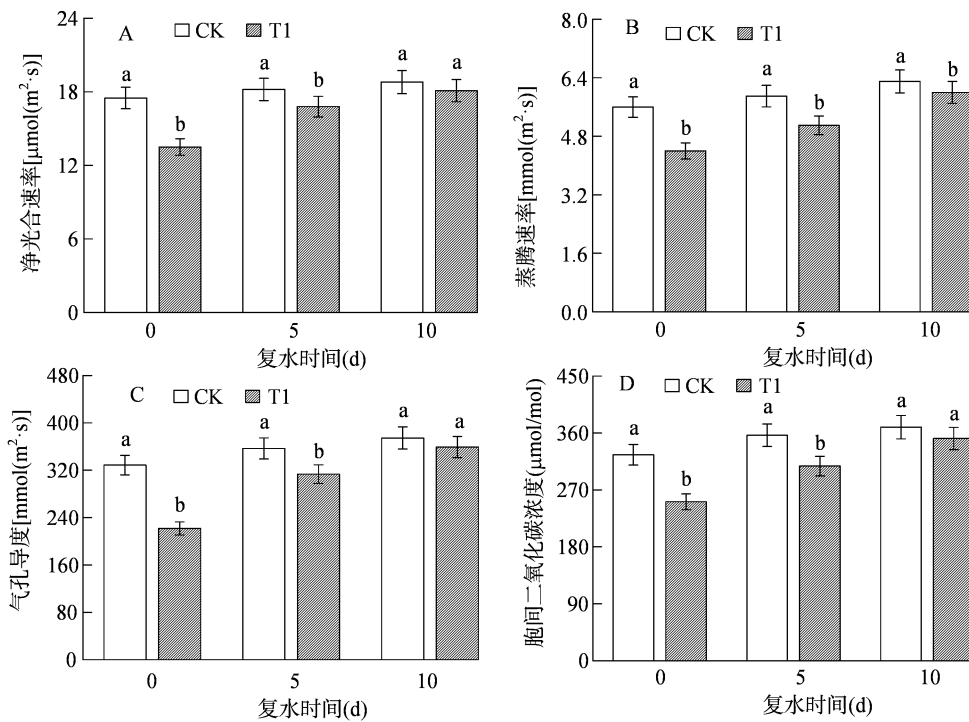 A
CK
T1
净光合速率[μmol(m²·s)]
24
18
12
6
0
a
b
a
b
a
a
0
5
10
复水时间(d)
B
CK
T1
蒸腾速率[mmol(m²·s)]
8.0
6.4
4.8
3.2
1.6
0.0
a
b
a
b
a
b
0
5
10
复水时间(d)
C
CK
T1
气孔导度[mmol(m²·s)]
480
400
320
240
160
80
0
a
b
a
b
a
a
0
5
10
复水时间(d)
D
CK
T1
胞间二氧化碳浓度(μmol/mol)
450
360
270
180
90
0
a
b
a
b
a
a
0
5
10
复水时间(d)